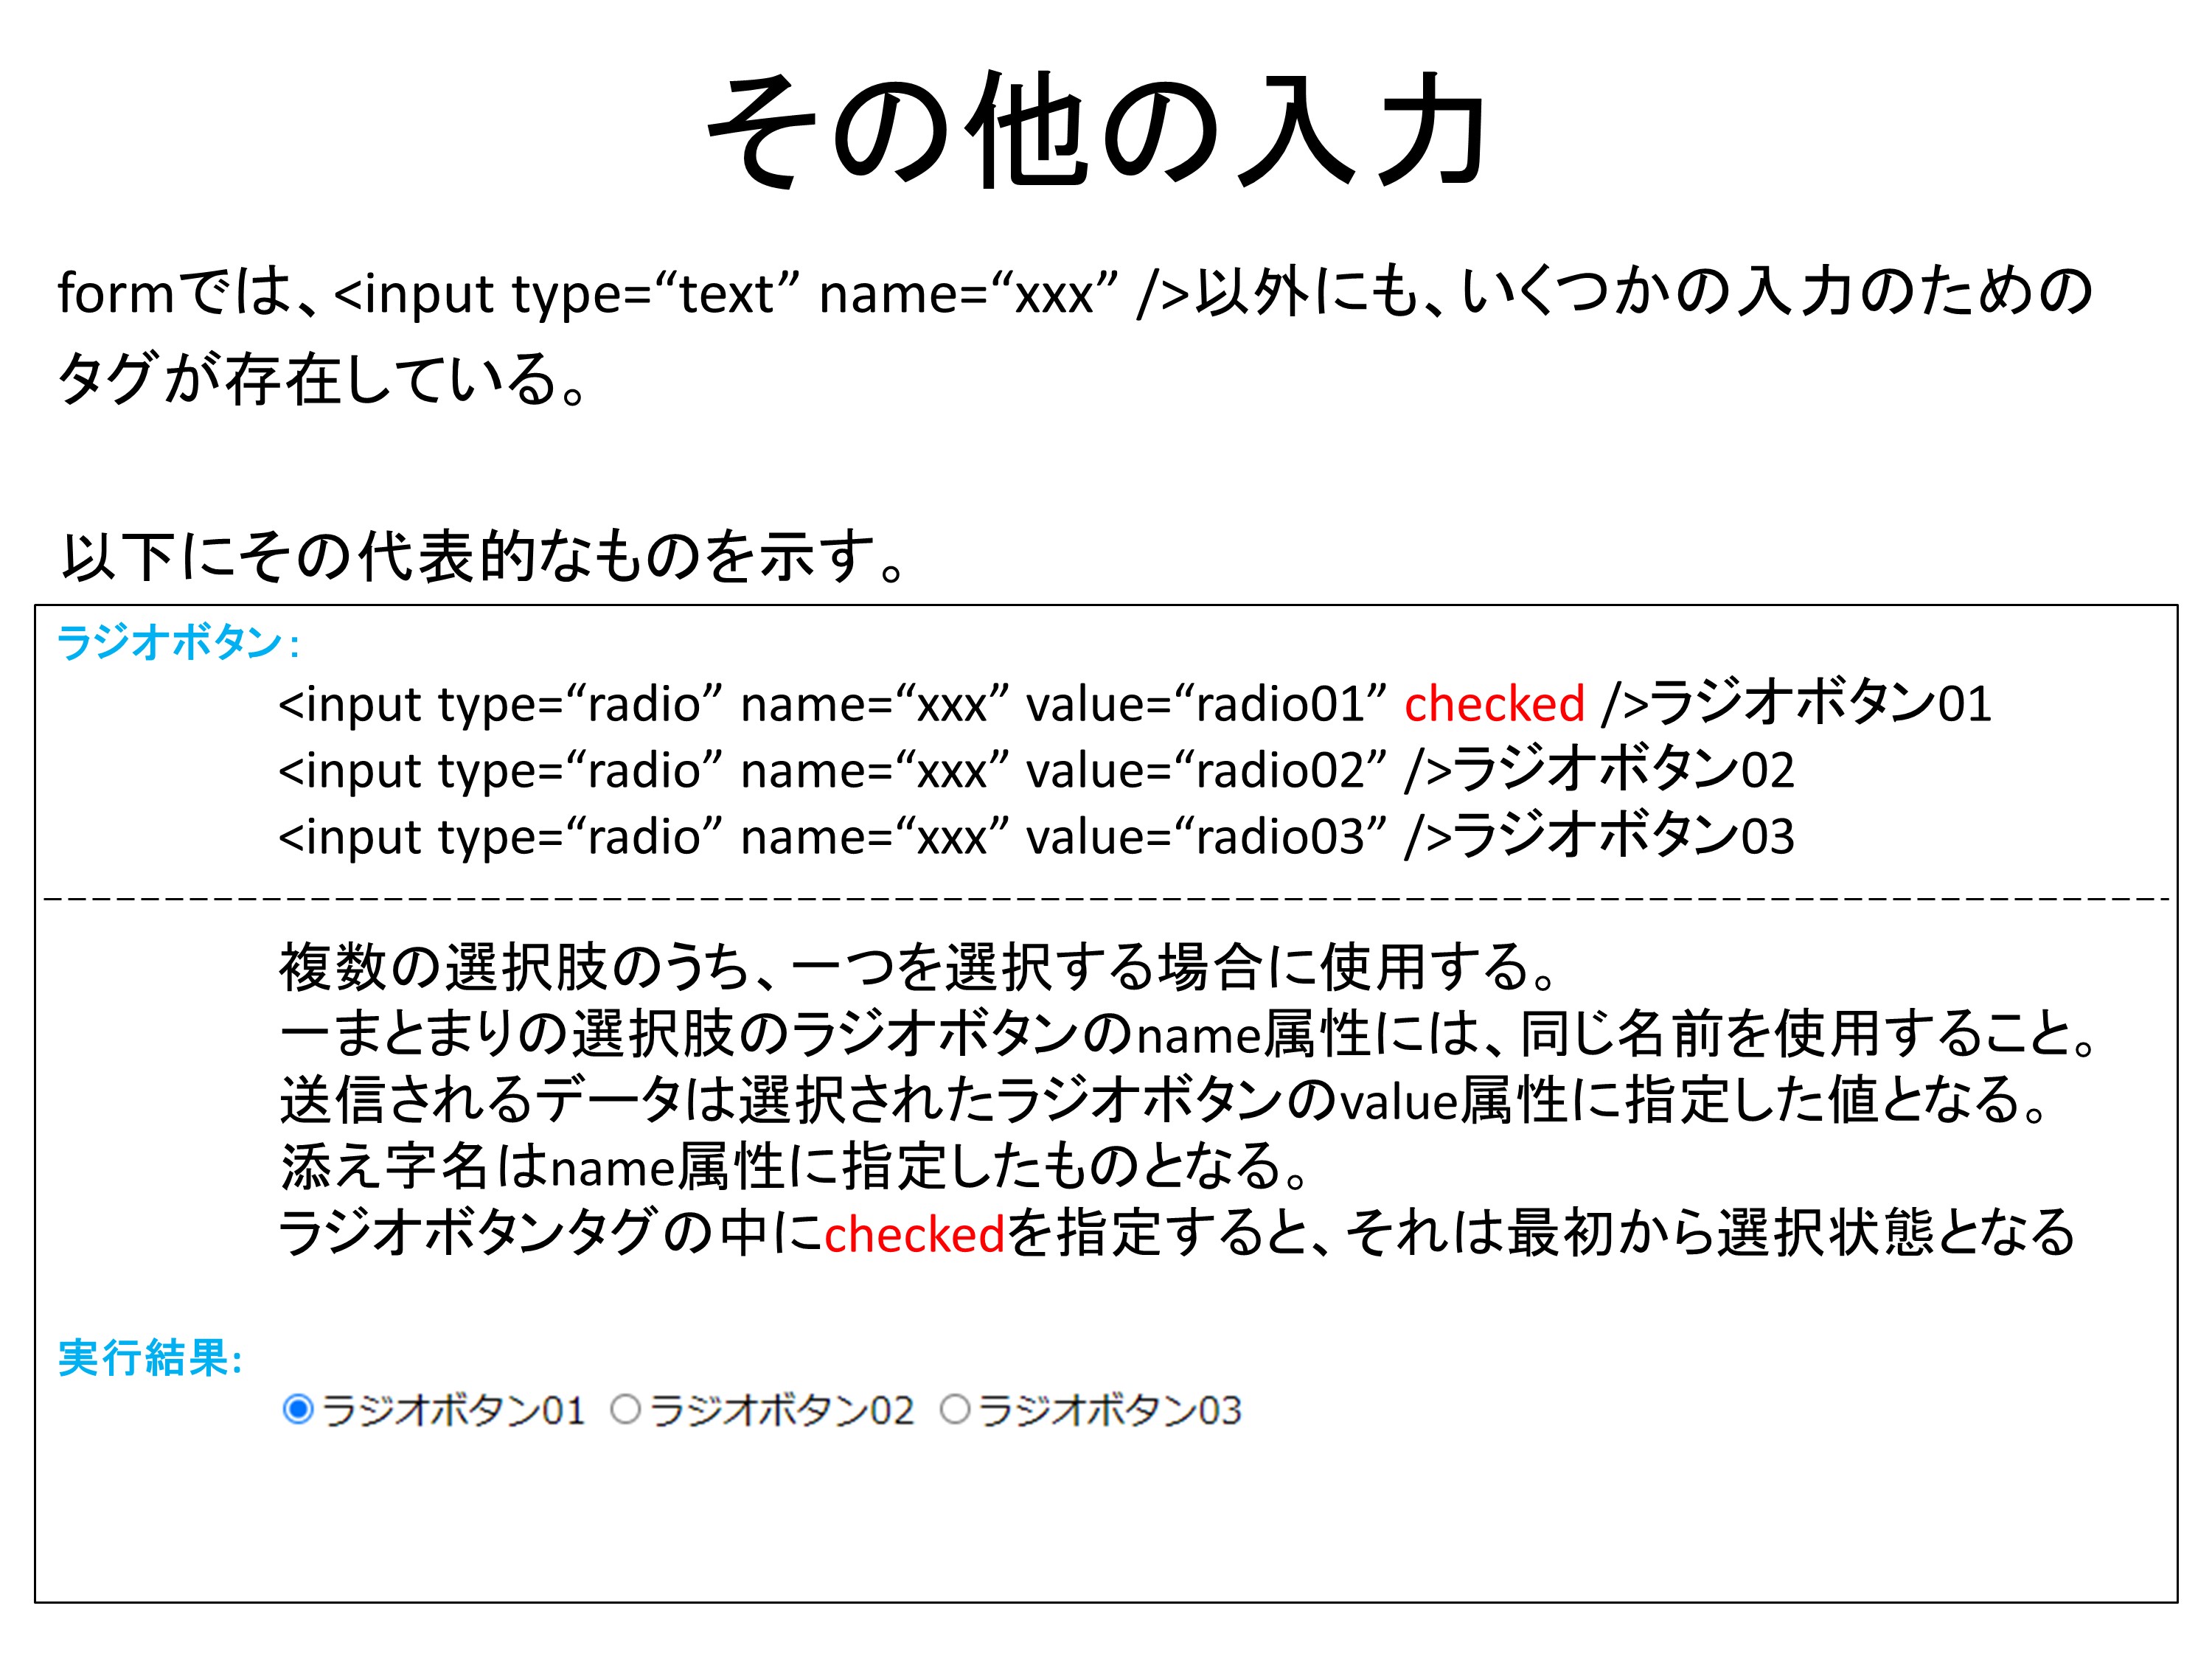 その他の入力
formでは、<input type=“text” name=“xxx” />以外にも、いくつかの入力のための
タグが存在している。
以下にその代表的なものを示す。
ラジオボタン：
<input type=“radio” name=“xxx” value=“radio01” checked />ラジオボタン01
<input type=“radio” name=“xxx” value=“radio02” />ラジオボタン02
<input type=“radio” name=“xxx” value=“radio03” />ラジオボタン03
複数の選択肢のうち、一つを選択する場合に使用する。
一まとまりの選択肢のラジオボタンのname属性には、同じ名前を使用すること。
送信されるデータは選択されたラジオボタンのvalue属性に指定した値となる。
添え字名はname属性に指定したものとなる。
ラジオボタンタグの中にcheckedを指定すると、それは最初から選択状態となる
実行結果:
ラジオボタン01 ラジオボタン02 ラジオボタン03